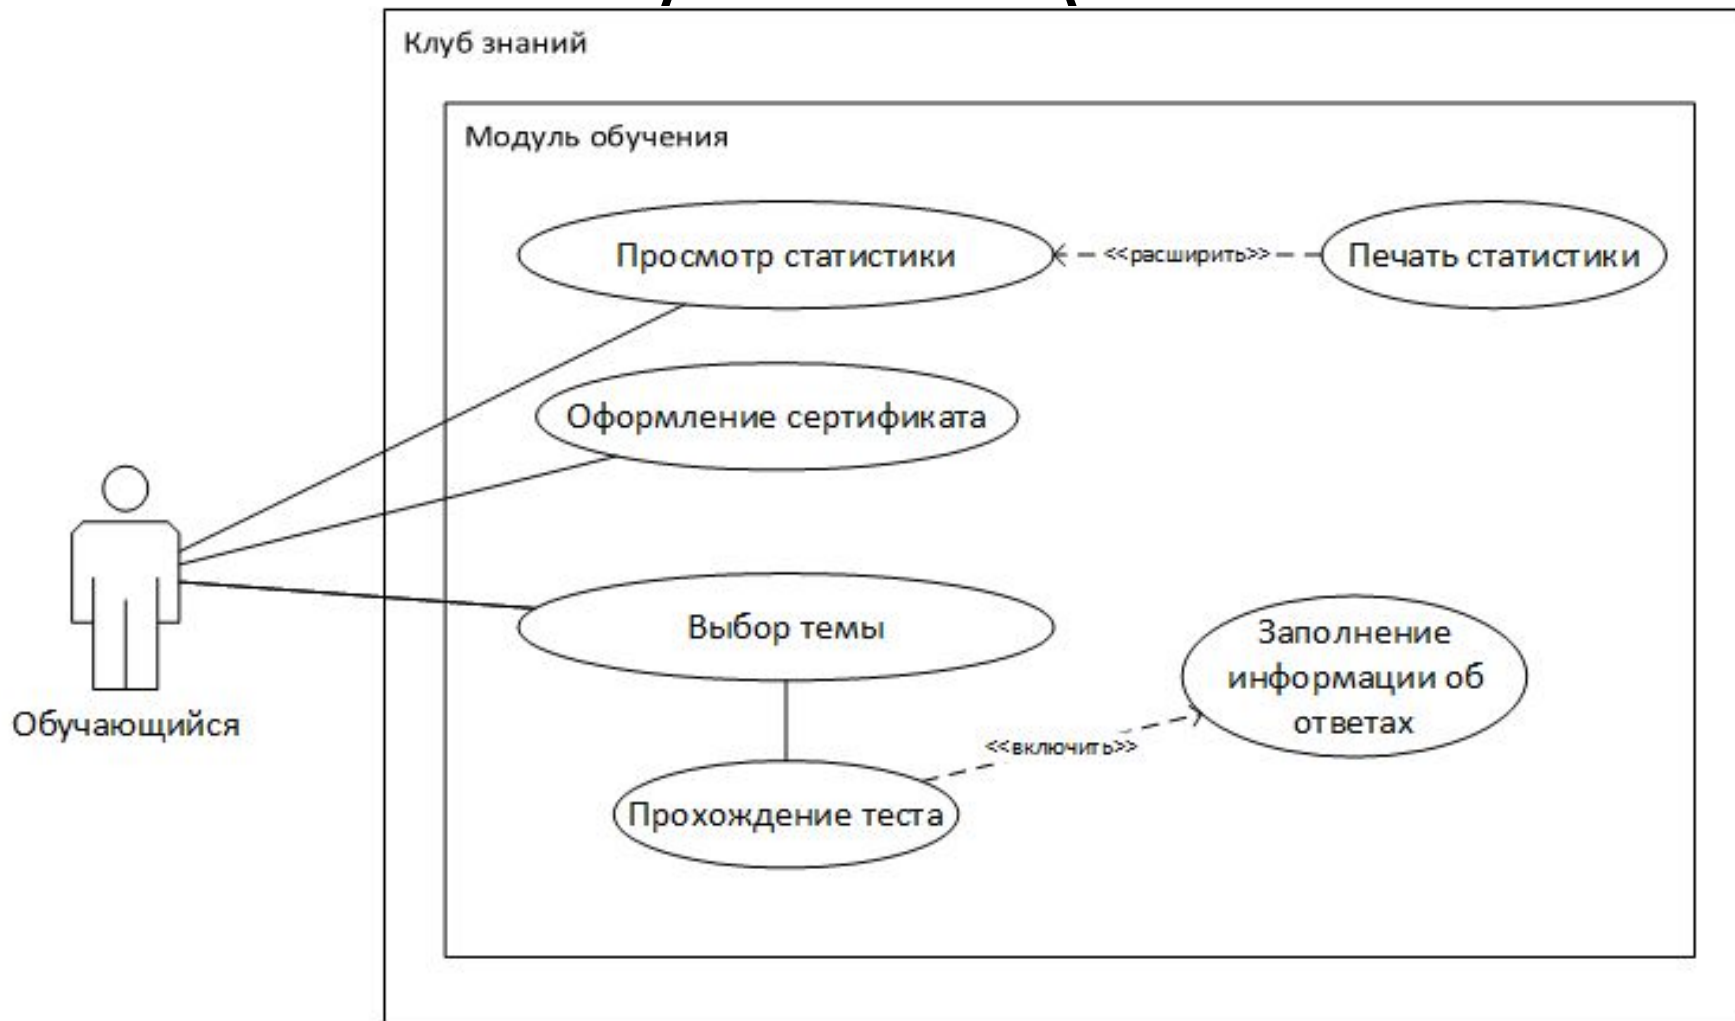 Клуб знаний
Модуль обучения
Просмотр статистики
<<расширить>>
Печать статистики
Оформление сертификата
Выбор темы
Заполнение
информации об
ответах
Обучающийся
<<включить>>
Прохождение теста